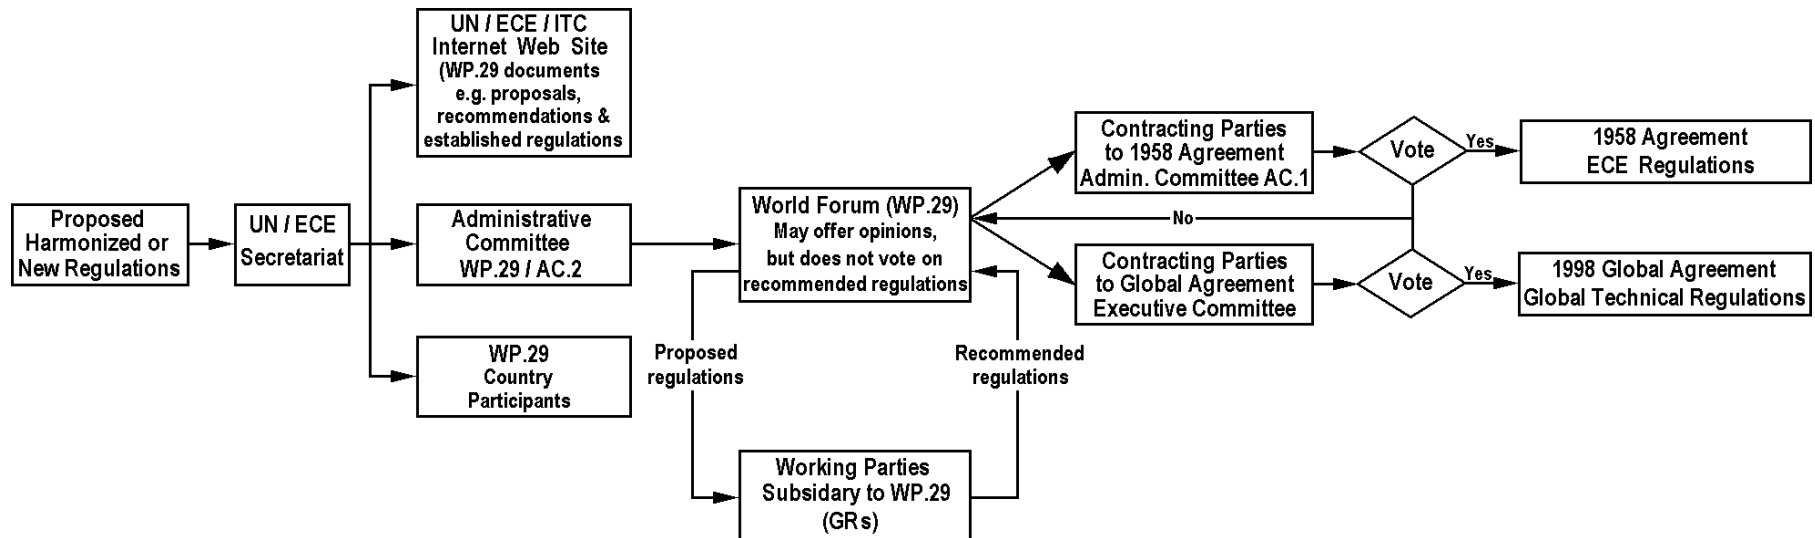 UN / ECE / ITC
Internet Web Site
(WP.29 documents
e.g. proposals,
recommendations &
established regulations
Proposed
Harmonized or
New Regulations
UN / ECE
Secretariat
Administrative
Committee
WP.29 / AC.2
WP.29
Country
Participants
World Forum (WP.29)
May offer opinions,
but does not vote on
recommended regulations
Proposed
regulations
Recommended
regulations
Working Parties
Subsidary to WP.29
(GRs)
Contracting Parties
to 1958 Agreement
Admin. Committee AC.1
Vote
Yes
1958 Agreement
ECE Regulations
No
Contracting Parties
to Global Agreement
Executive Committee
Vote
Yes
1998 Global Agreement
Global Technical Regulations